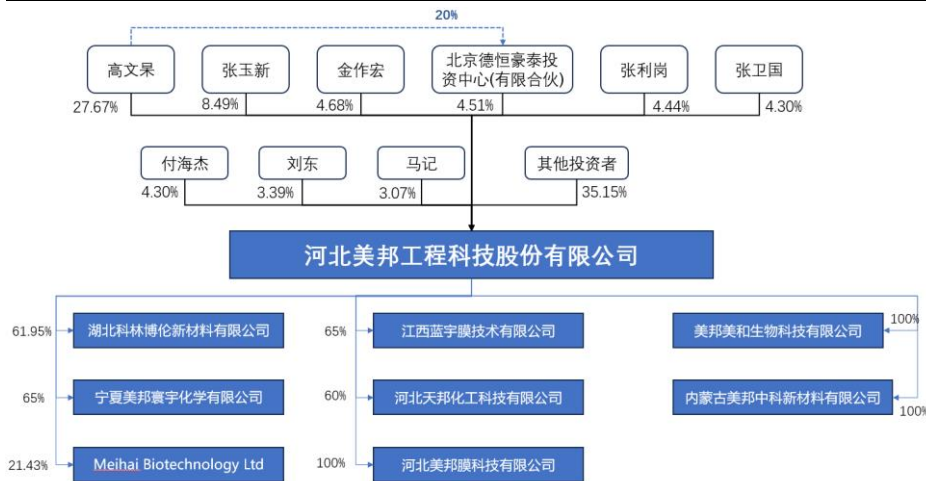 20%
高文杲
张玉新
金作宏
北京德恒豪泰投
资中心(有限合伙)
张利岗
张卫国
27.67%
8.49%
4.68%
4.51%
4.44%
4.30%
付海杰
刘东
马记
其他投资者
4.30%
3.39%
3.07%
35.15%
河北美邦工程科技股份有限公司
61.95%
湖北科林博伦新材料有限公司
65%
江西蓝宇膜技术有限公司
美邦美和生物科技有限公司
100%
65%
宁夏美邦寰宇化学有限公司
60%
河北天邦化工科技有限公司
内蒙古美邦中科新材料有限公司
100%
21.43%
Meihai Biotechnology Ltd
100%
河北美邦膜科技有限公司